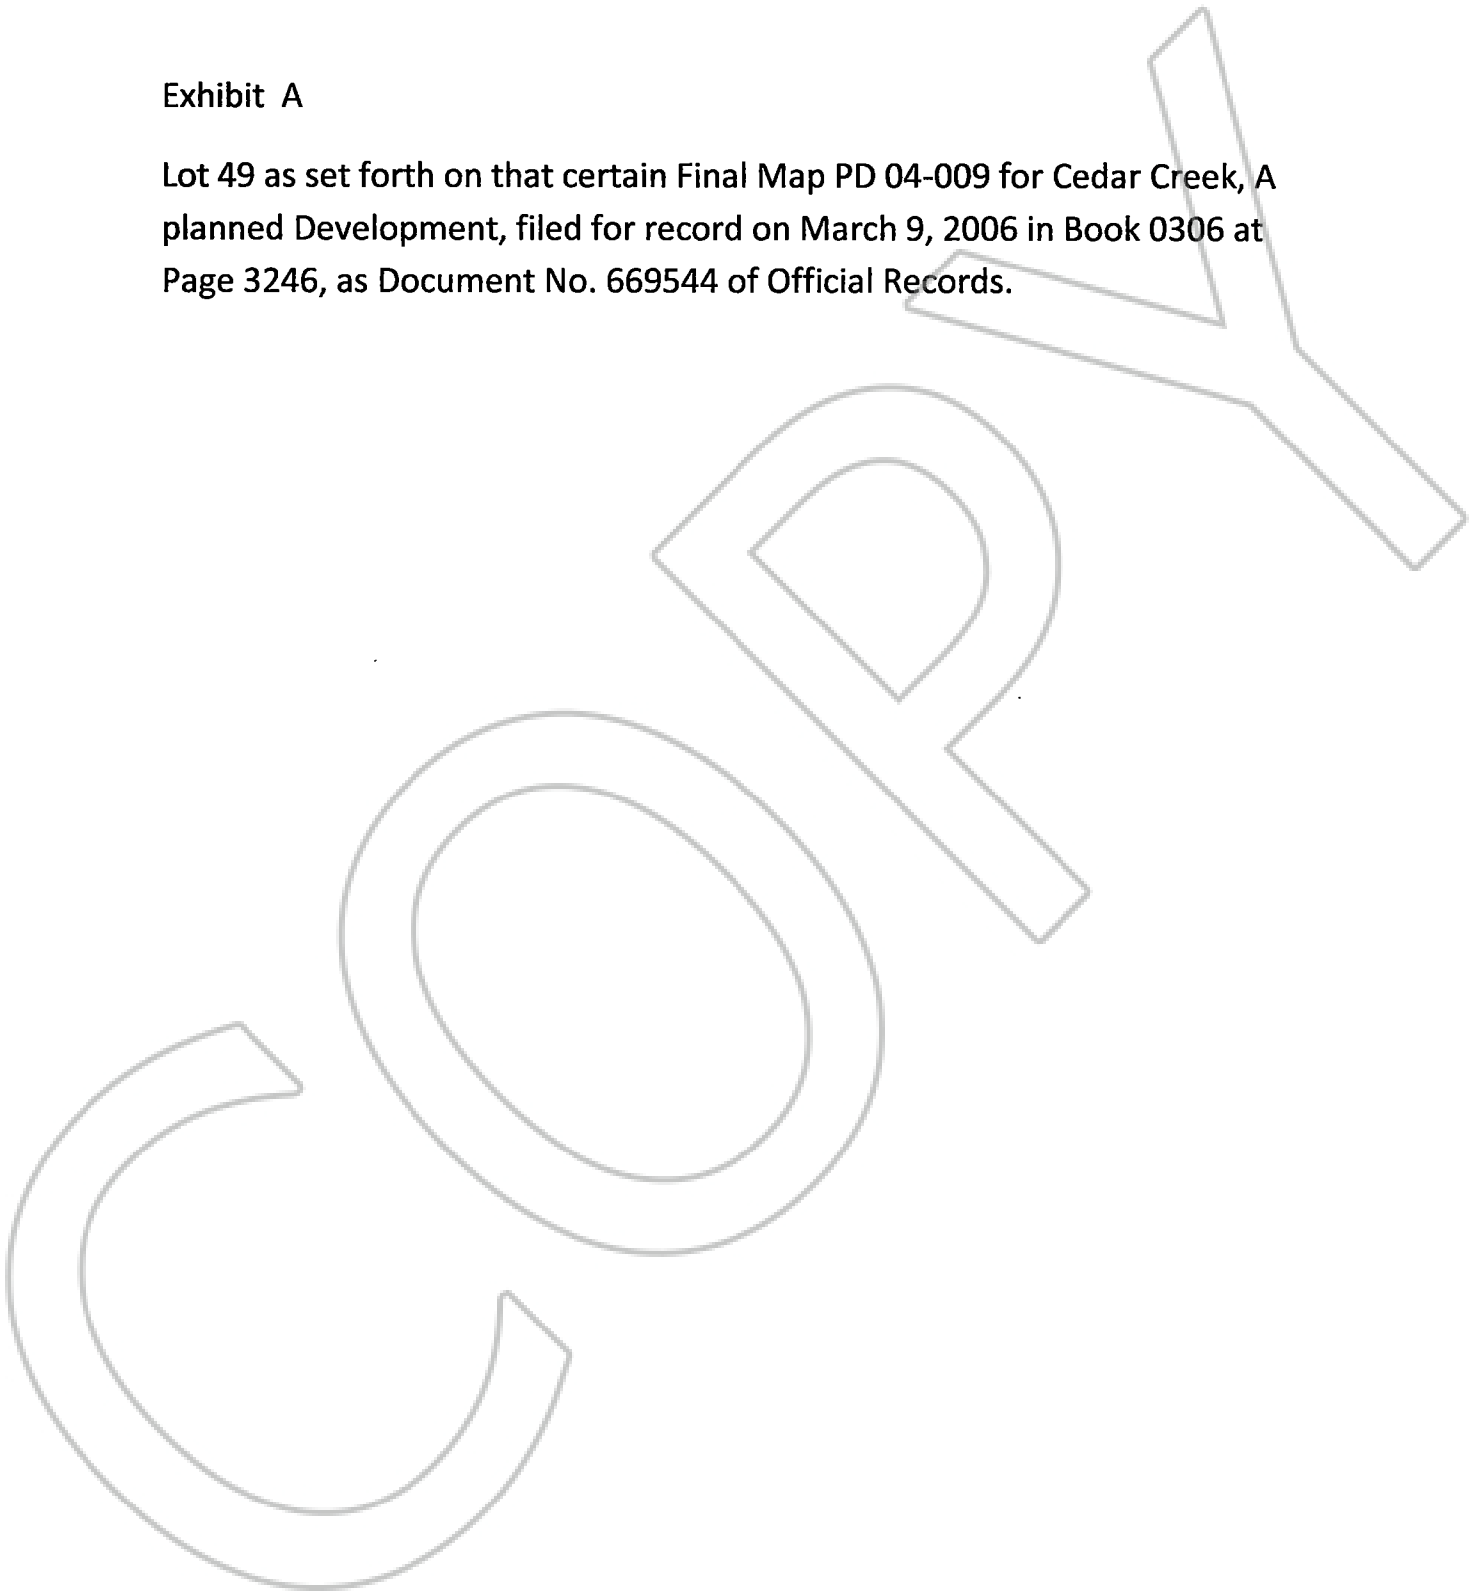 Exhibit A
Lot 49 as set forth on that certain Final Map PD 04-009 for Cedar Creek, A
planned Development, filed for record on March 9, 2006 in Book 0306 at
Page 3246, as Document No. 669544 of Official Records.
COPY